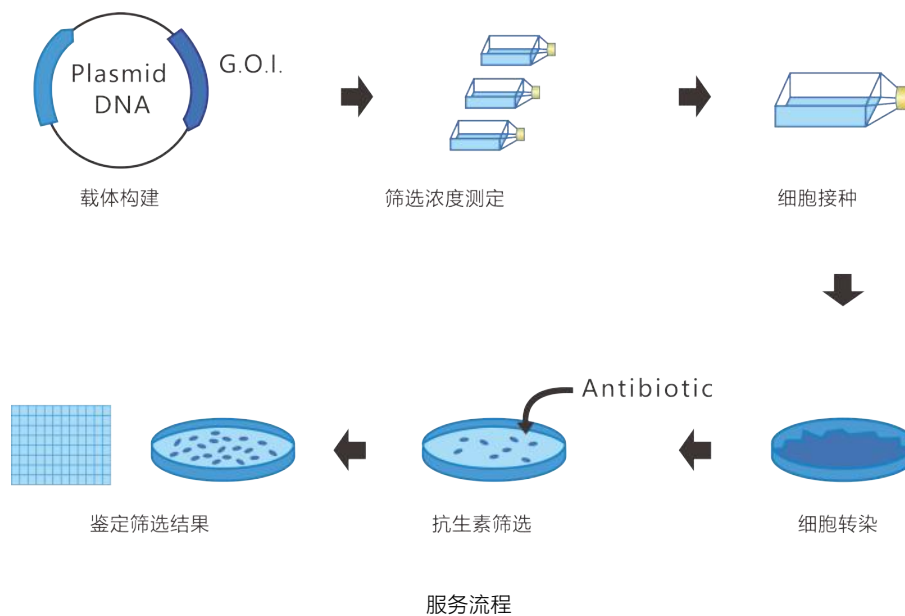 Plasmid
DNA
G.O.I.
载体构建
筛选浓度测定
细胞接种
Antibiotic
鉴定筛选结果
抗生素筛选
细胞转染
服务流程